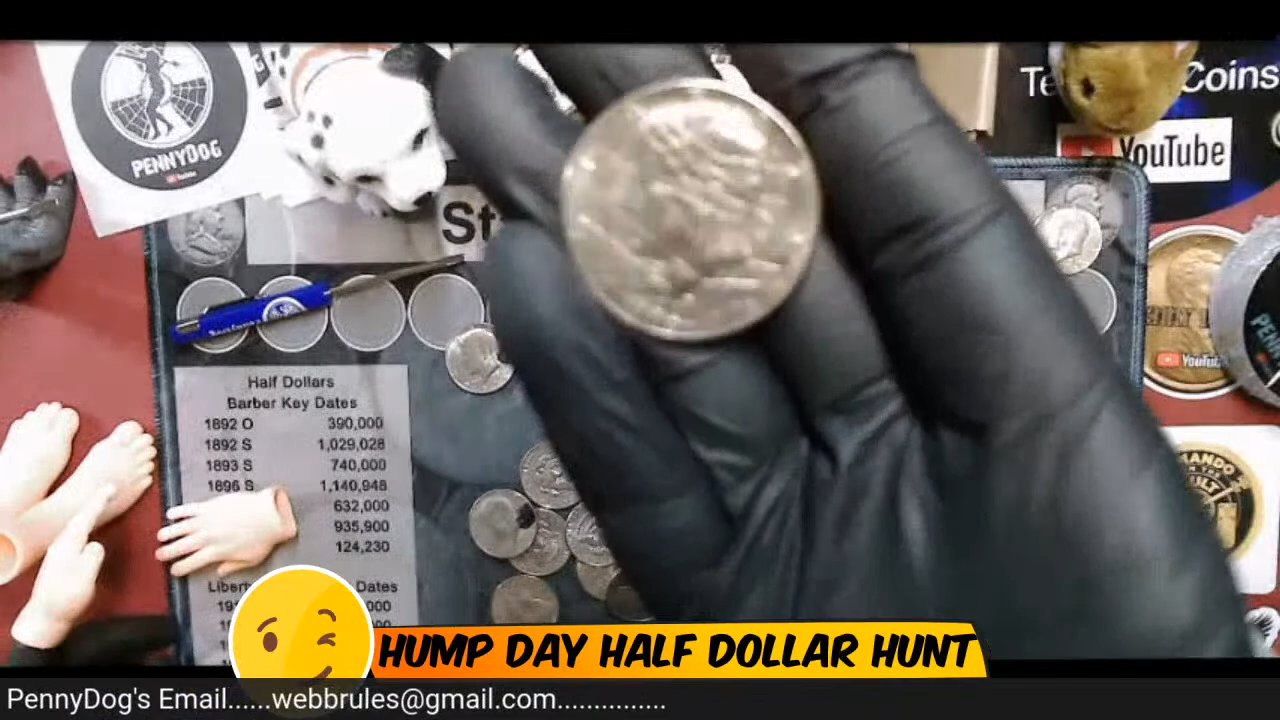 PENNYDOG
Te Coins
YouTube
St
Half Dollars
Barber Key Dates
1892 O 390,000
1892 S 1,029,028
1893 S 740,000
1896 S 1,140,948
632,000
935,900
124,230
Dates
YouTube
HUMP DAY HALF DOLLAR HUNT
PennyDog's Email......webbrules@gmail.com...............